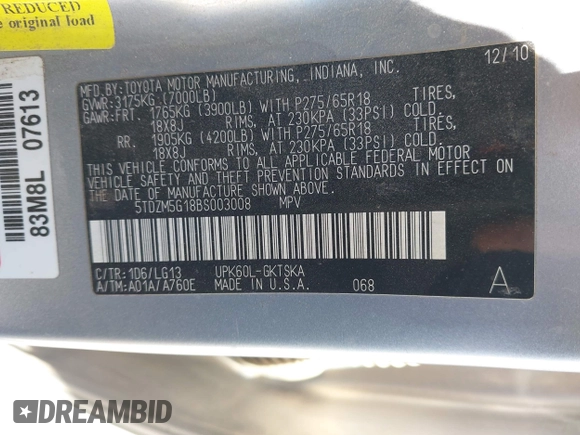 REDUCED
e original load
83M8L 07613
MFD.BY:TOYOTA MOTOR MANUFACTURING, INDIANA, INC. 12/10
GVWR:3175KG (7000LB)
GAWR:FRT. 1765KG (3900LB) WITH P275/65R18 TIRES,
18X8J RIMS, AT 230KPA (33PSI) COLD.
RR. 1905KG (4200LB) WITH P275/65R18 TIRES,
18X8J RIMS, AT 230KPA (33PSI) COLD.
THIS VEHICLE CONFORMS TO ALL APPLICABLE FEDERAL MOTOR
VEHICLE SAFETY AND THEFT PREVENTION STANDARDS IN EFFECT
ON THE DATE OF MANUFACTURE SHOWN ABOVE.
5TDZM5G18BS003008 MPV
C/TR:1D6/LG13 UPK60L-GKTSKA
A/TM:A01A/A760E MADE IN U.S.A. 068 A
DREAMBID